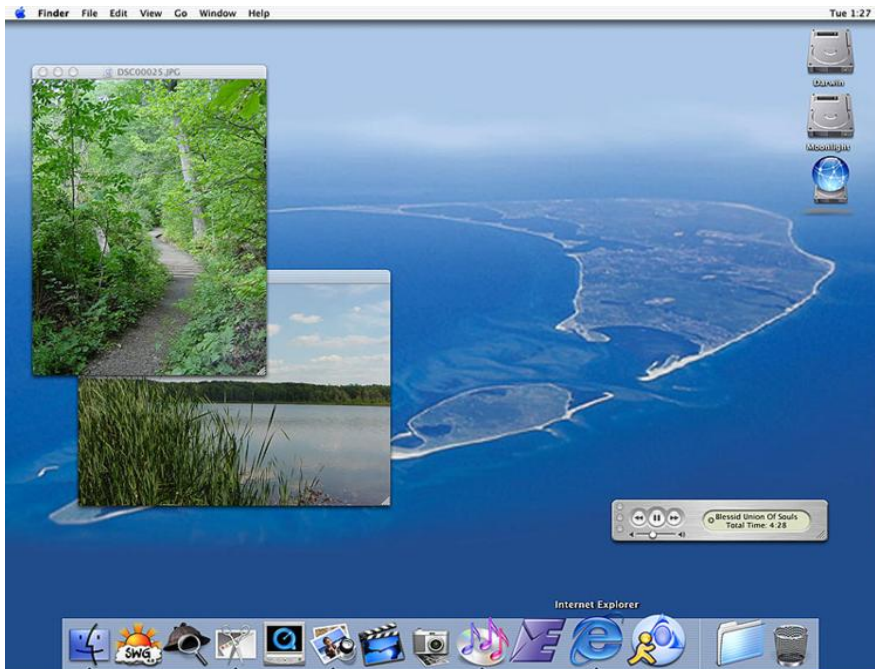 Finder File Edit View Go Window Help
Tue 1:27
DSC00025.JPG
Darwin
Moonlight
Blessid Union Of Souls
Total Time: 4:28
Internet Explorer
SWG